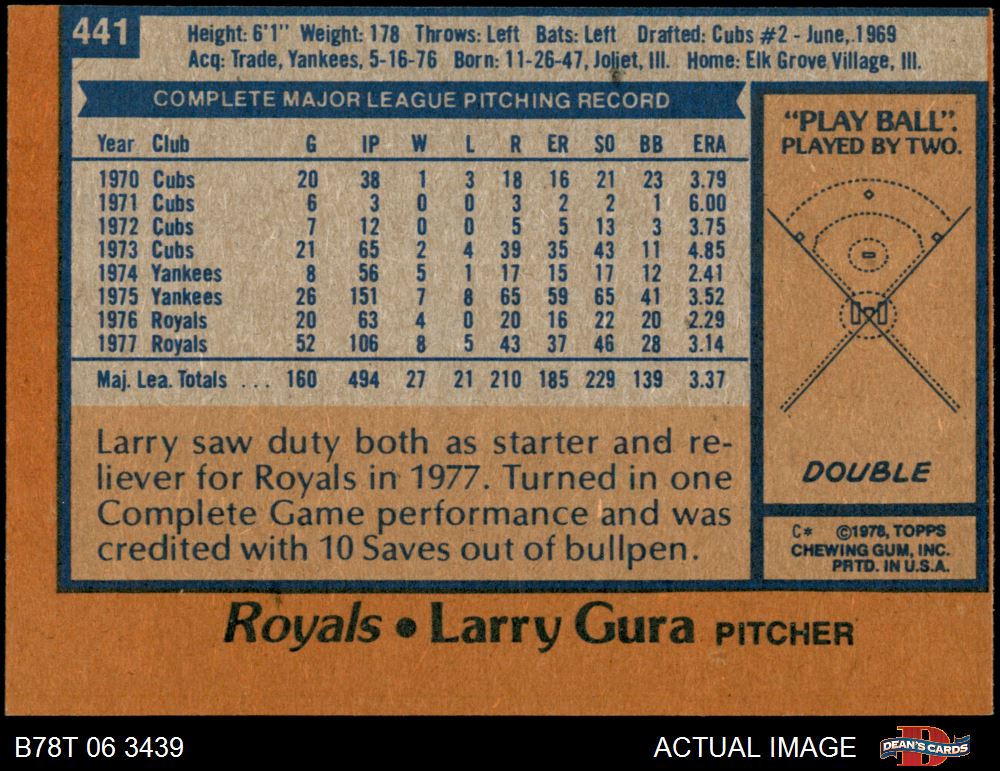 441
Height: 6'1" Weight: 178 Throws: Left Bats: Left Drafted: Cubs #2 - June, 1969
Acq: Trade, Yankees, 5-16-76 Born: 11-26-47, Joliet, Ill. Home: Elk Grove Village, Ill.
COMPLETE MAJOR LEAGUE PITCHING RECORD
Year Club G IP W L R ER SO BB ERA
1970 Cubs 20 38 1 3 18 16 21 23 3.79
1971 Cubs 6 3 0 0 3 2 2 1 6.00
1972 Cubs 7 12 0 0 5 5 13 3 3.75
1973 Cubs 21 65 2 4 39 35 43 11 4.85
1974 Yankees 8 56 5 1 17 15 17 12 2.41
1975 Yankees 26 151 7 8 65 59 65 41 3.52
1976 Royals 20 63 4 0 20 16 22 20 2.29
1977 Royals 52 106 8 5 43 37 46 28 3.14
Maj. Lea. Totals ... 160 494 27 21 210 185 229 139 3.37
Larry saw duty both as starter and re-
liever for Royals in 1977. Turned in one
Complete Game performance and was
credited with 10 Saves out of bullpen.
"PLAY BALL".
PLAYED BY TWO.
DOUBLE
C* ©1978, TOPPS
CHEWING GUM, INC.
PRTD. IN U.S.A.
Royals • Larry Gura PITCHER
B78T 06 3439
ACTUAL IMAGE
DEAN'S CARDS